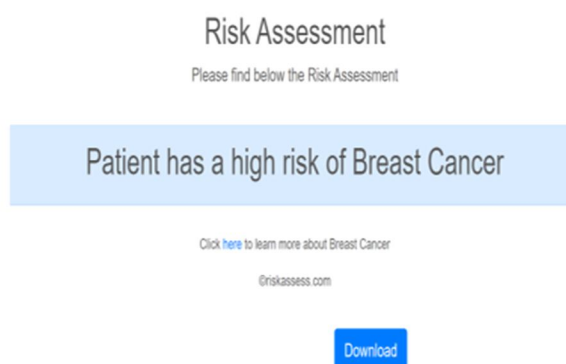 Risk Assessment
Please find below the Risk Assessment
Patient has a high risk of Breast Cancer
Click here to learn more about Breast Cancer
©riskassess.com
Download